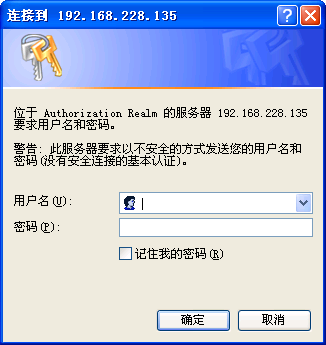 连接到 192.168.228.135
位于 Authorization Realm 的服务器 192.168.228.135
要求用户名和密码。
警告: 此服务器要求以不安全的方式发送您的用户名和
密码(没有安全连接的基本认证)。
用户名(U):
密码(P):
记住我的密码(R)
确定 取消